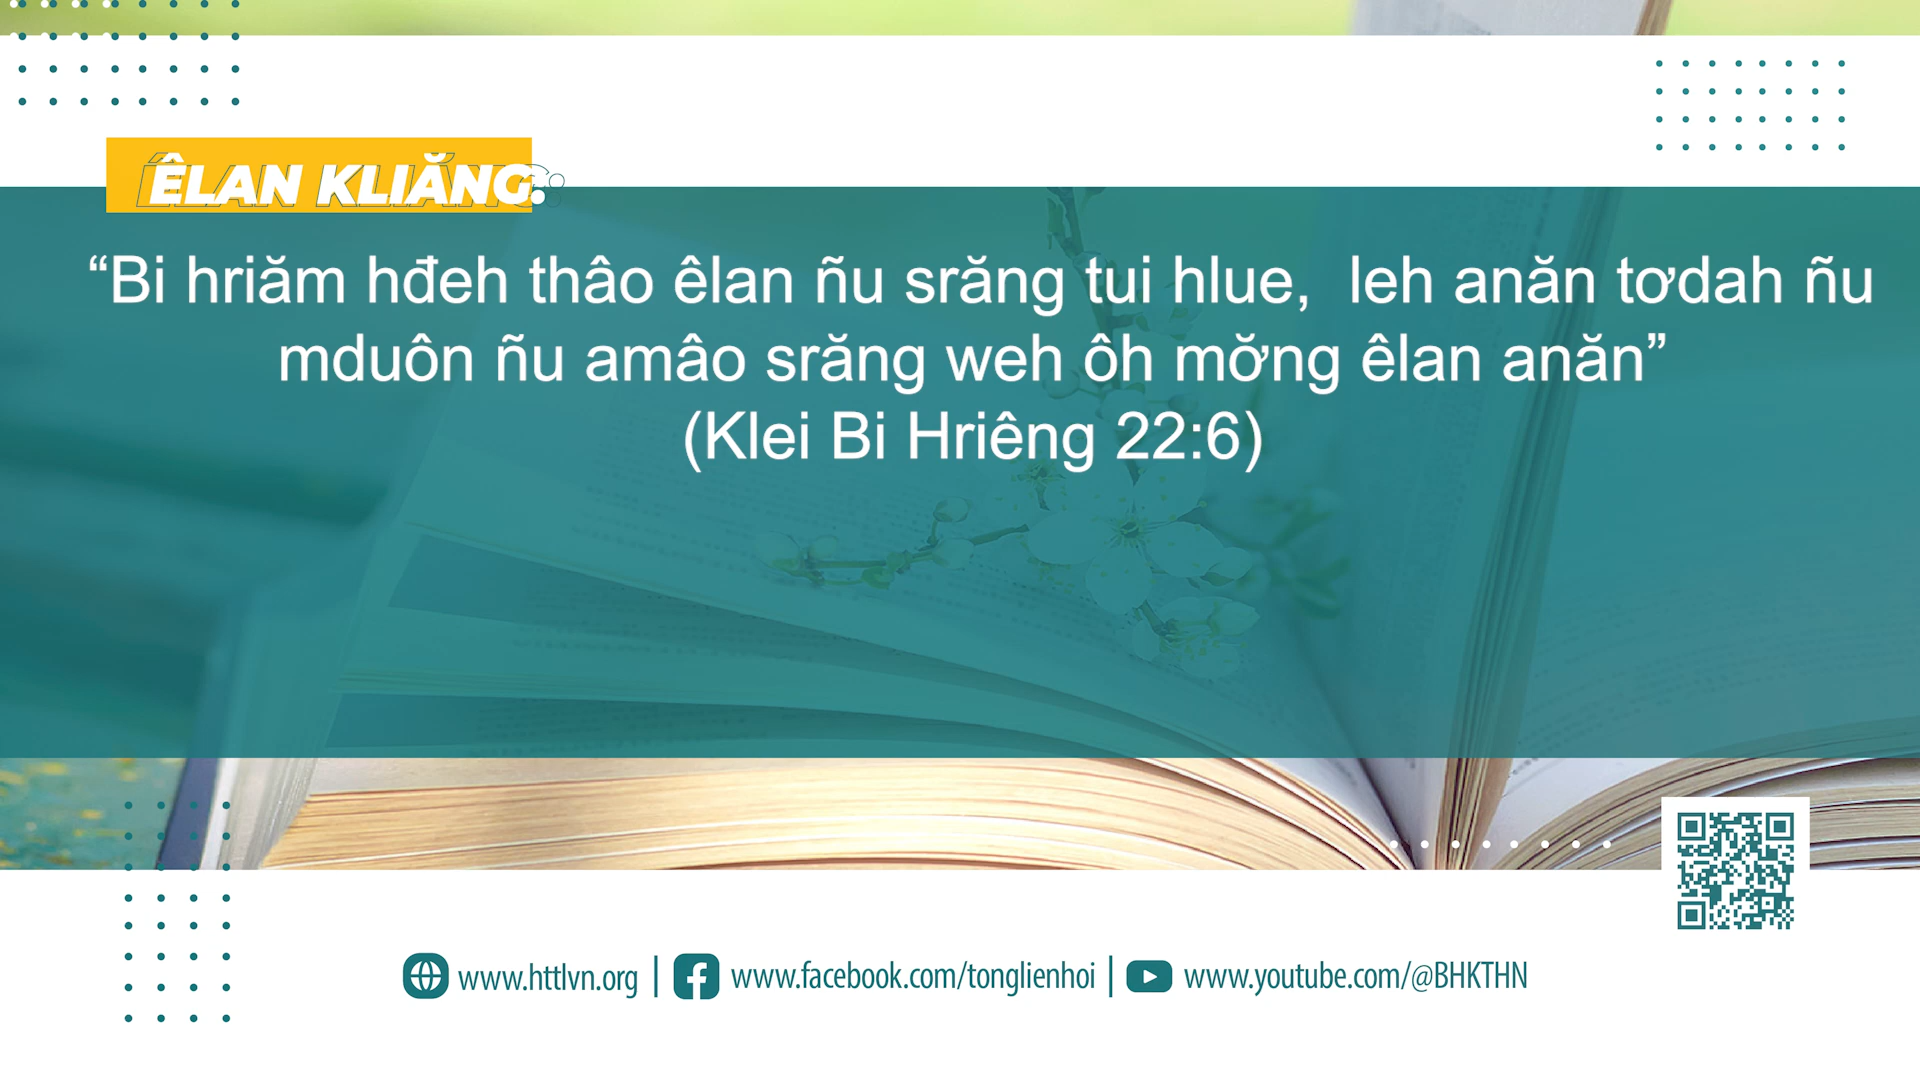 ÊLAN KLIĂNG:
“Bi hriăm hđeh thâo êlan ñu srăng tui hlue, leh anăn tơdah ñu
mduôn ñu amâo srăng weh ôh mơ̆ng êlan anăn”
(Klei Bi Hriêng 22:6)
www.httlvn.org | www.facebook.com/tonglienhoi | www.youtube.com/@BHKTHN